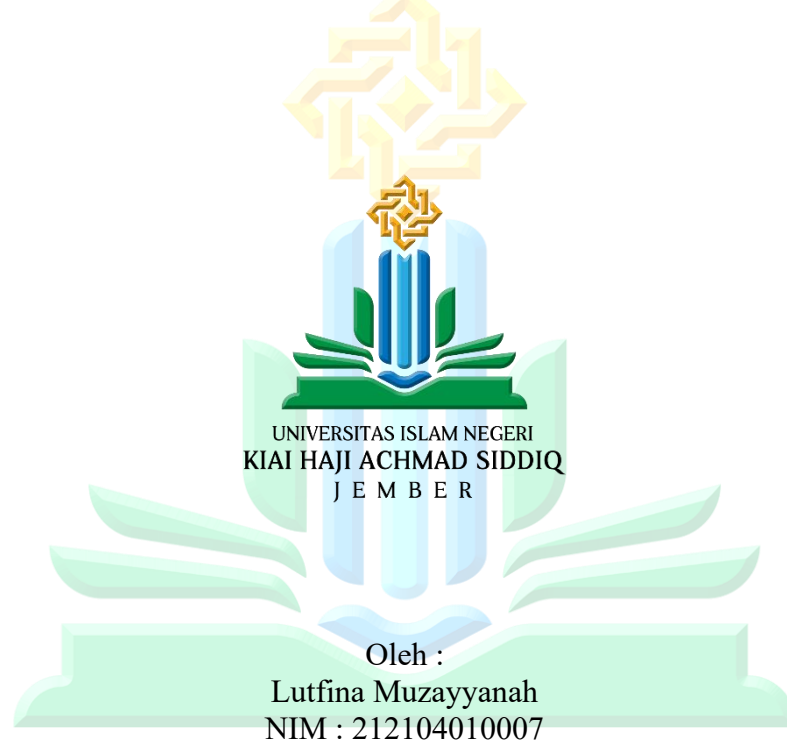 UNIVERSITAS ISLAM NEGERI
KIAI HAJI ACHMAD SIDDIQ
J E M B E R
Oleh :
Lutfina Muzayyanah
NIM : 212104010007